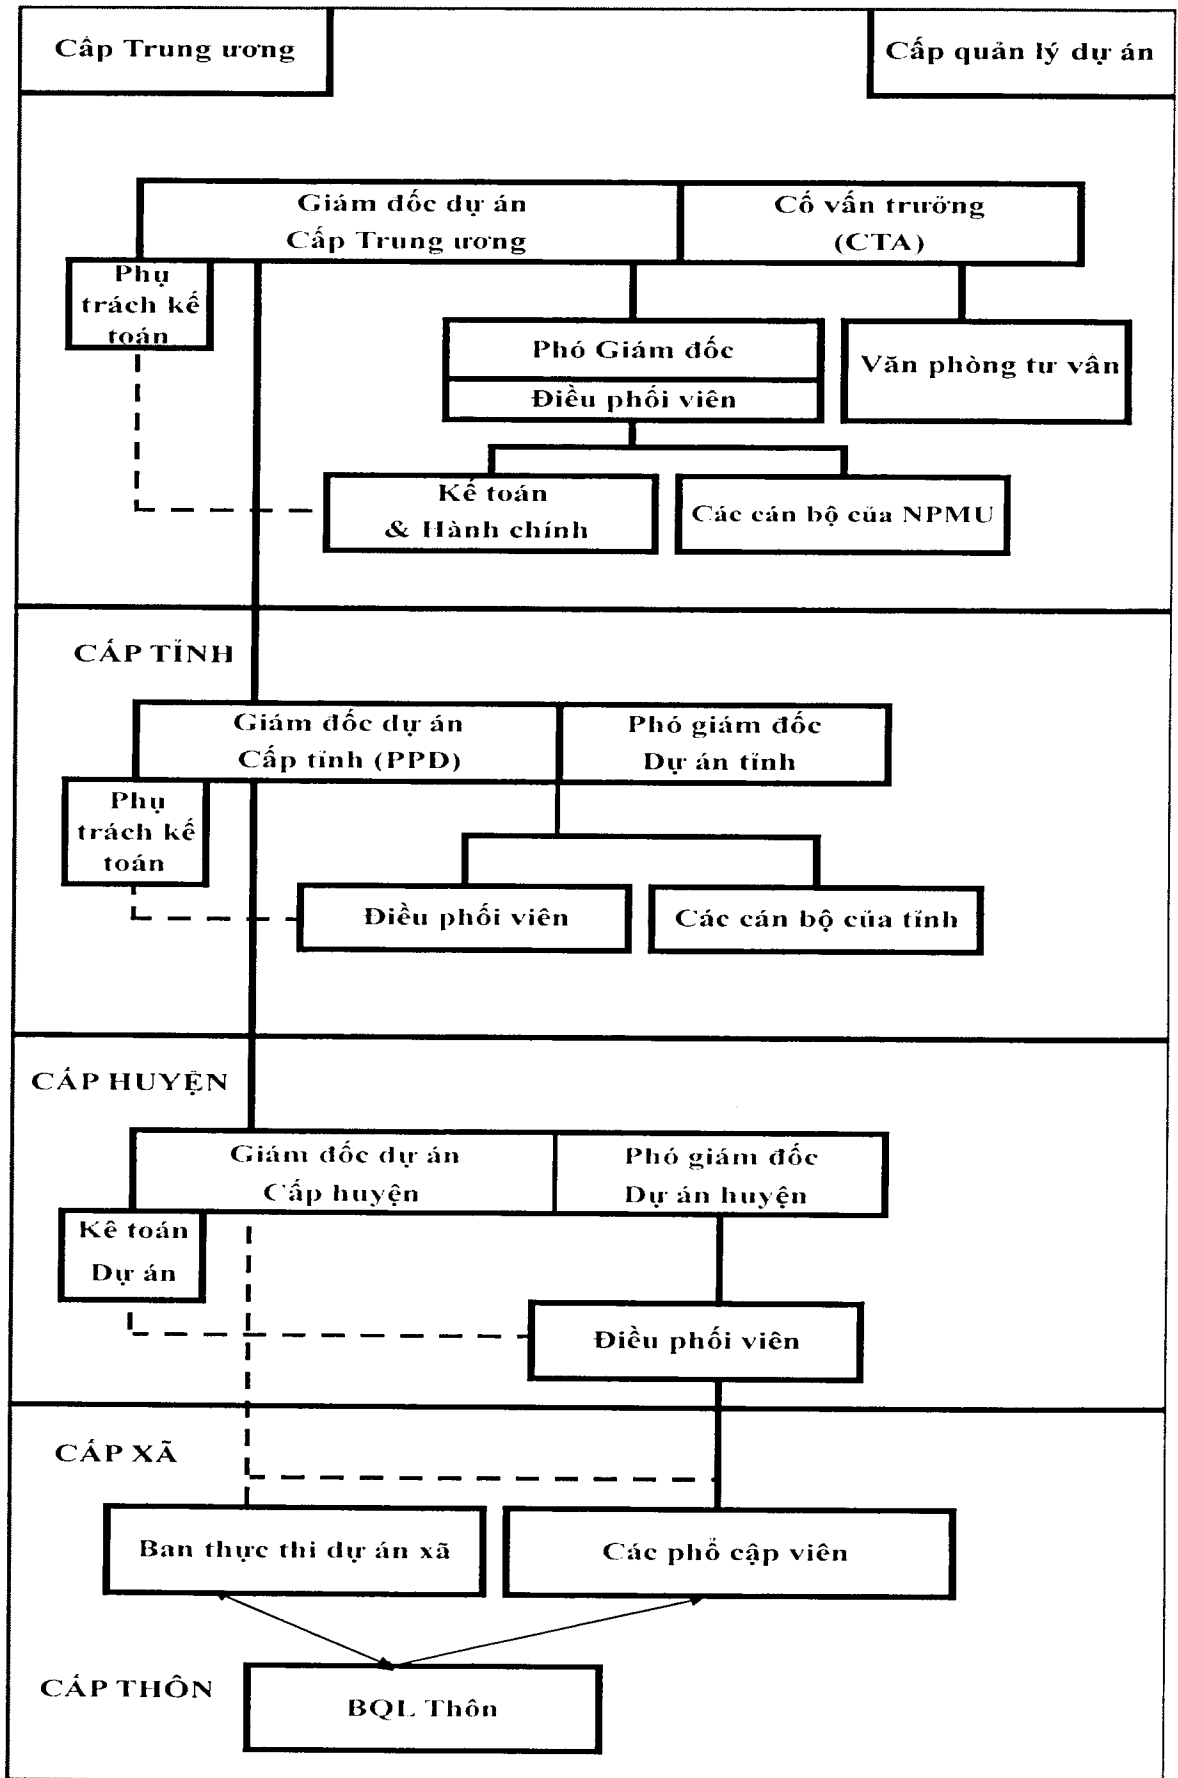 Cấp Trung ương
Cấp quản lý dự án
Giám đốc dự án
Cấp Trung ương
Cố vấn trưởng
(CTA)
Phụ
trách kế
toán
Phó Giám đốc
Điều phối viên
Văn phòng tư vấn
Kế toán
& Hành chính
Các cán bộ của NPMU
CẤP TỈNH
Giám đốc dự án
Cấp tỉnh (PPD)
Phó giám đốc
Dự án tỉnh
Phụ
trách kế
toán
Điều phối viên
Các cán bộ của tỉnh
CẤP HUYỆN
Giám đốc dự án
Cấp huyện
Phó giám đốc
Dự án huyện
Kê toán
Dự án
Điều phối viên
CẤP XÃ
Ban thực thi dự án xã
Các phổ cập viên
CẤP THÔN
BQL Thôn